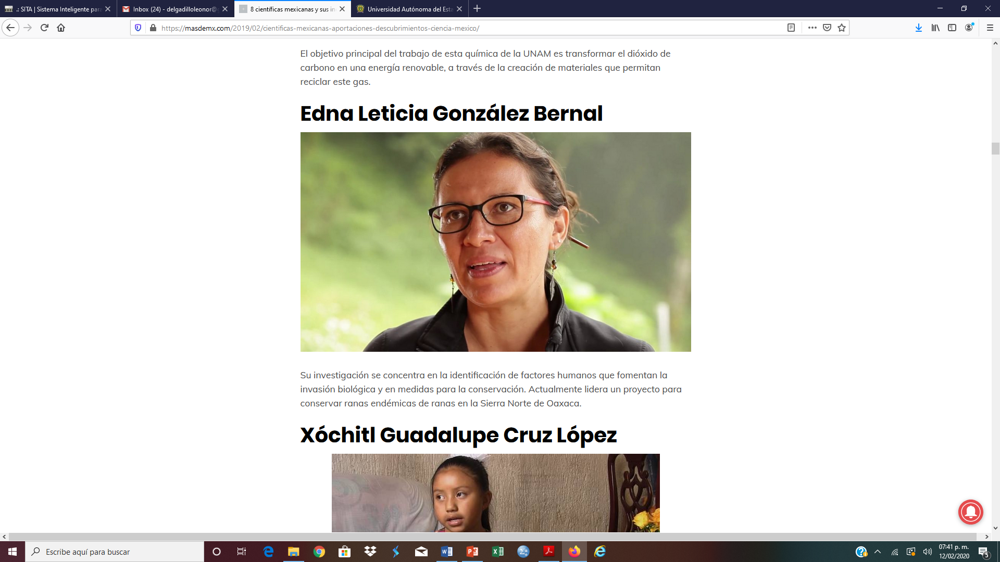 .: SITA | Sistema Inteligente para
Inbox (24) - delgadilloleonor@g
8 científicas mexicanas y sus in
Universidad Autónoma del Esta
https://masdemx.com/2019/02/cientificas-mexicanas-aportaciones-descubrimientos-ciencia-mexico/
El objetivo principal del trabajo de esta química de la UNAM es transformar el dióxido de
carbono en una energía renovable, a través de la creación de materiales que permitan
reciclar este gas.
Edna Leticia González Bernal
Su investigación se concentra en la identificación de factores humanos que fomentan la
invasión biológica y en medidas para la conservación. Actualmente lidera un proyecto para
conservar ranas endémicas de ranas en la Sierra Norte de Oaxaca.
Xóchitl Guadalupe Cruz López
Escribe aquí para buscar
07:41 p. m.
12/02/2020
5